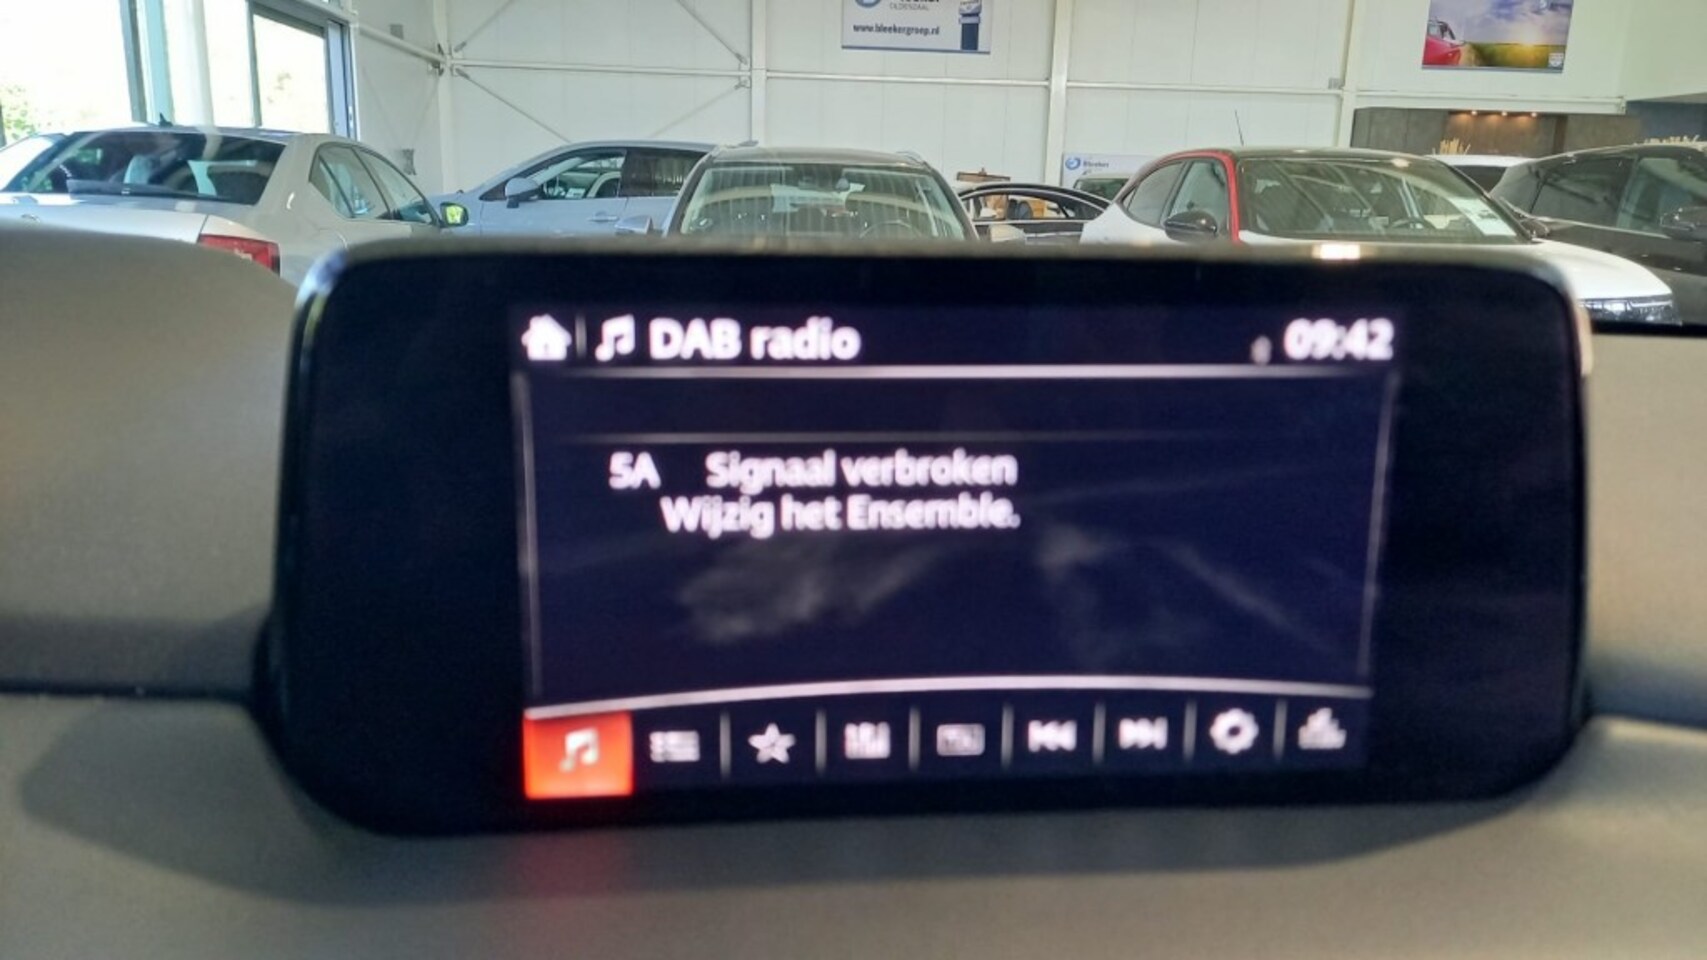 www.bleekergroep.nl
DAB radio
09:42
5A Signaal verbroken
Wijzig het Ensemble.